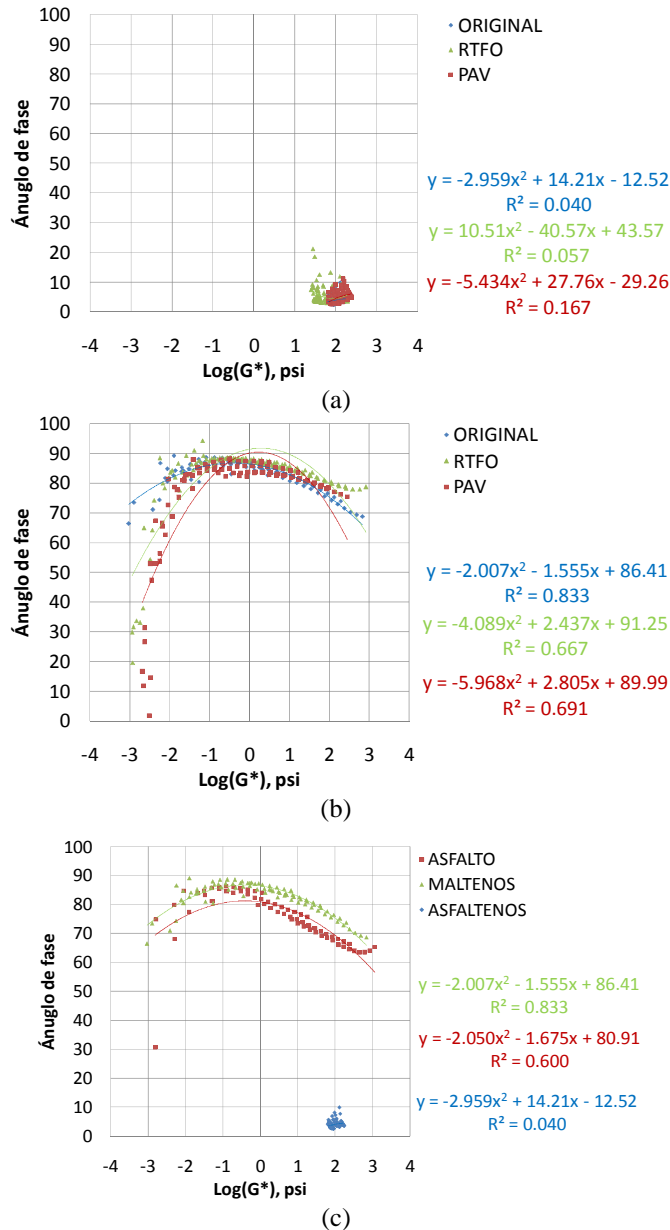 100
90
80
70
60
50
40
30
20
10
0
Ánuglo de fase
-4 -3 -2 -1 0 1 2 3 4
Log(G*), psi
ORIGINAL
RTFO
PAV
y = -2.959x² + 14.21x - 12.52
R² = 0.040
y = 10.51x² - 40.57x + 43.57
R² = 0.057
y = -5.434x² + 27.76x - 29.26
R² = 0.167
(a)
100
90
80
70
60
50
40
30
20
10
0
Ánuglo de fase
-4 -3 -2 -1 0 1 2 3 4
Log(G*), psi
ORIGINAL
RTFO
PAV
y = -2.007x² - 1.555x + 86.41
R² = 0.833
y = -4.089x² + 2.437x + 91.25
R² = 0.667
y = -5.968x² + 2.805x + 89.99
R² = 0.691
(b)
100
90
80
70
60
50
40
30
20
10
0
Ánuglo de fase
-4 -3 -2 -1 0 1 2 3 4
Log(G*), psi
ASFALTO
MALTENOS
ASFALTENOS
y = -2.007x² - 1.555x + 86.41
R² = 0.833
y = -2.050x² - 1.675x + 80.91
R² = 0.600
y = -2.959x² + 14.21x - 12.52
R² = 0.040
(c)